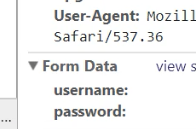 User-Agent: Mozill
Safari/537.36
▼ Form Data view s
username:
password:
...